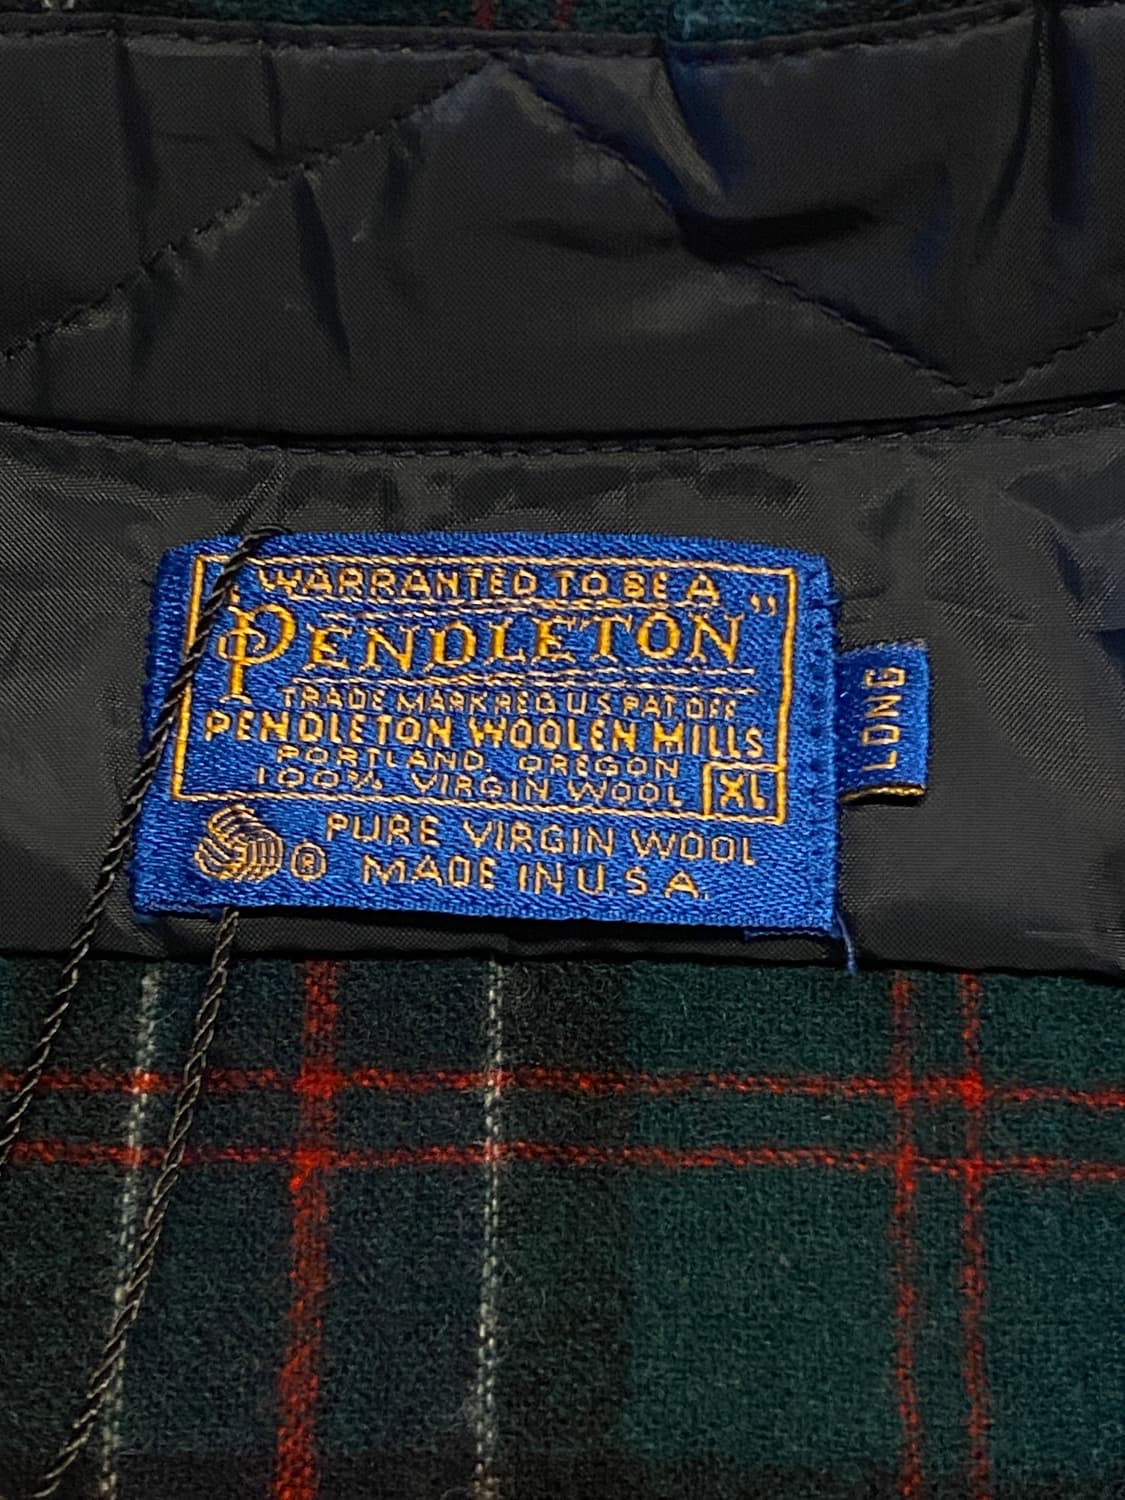 "WARRANTED TO BE A
PENDLETON"
TRADE MARK REG U S PAT OFF
PENDLETON WOOLEN MILLS
PORTLAND, OREGON
100% VIRGIN WOOL XL
PURE VIRGIN WOOL
® MADE IN U.S.A.
LONG